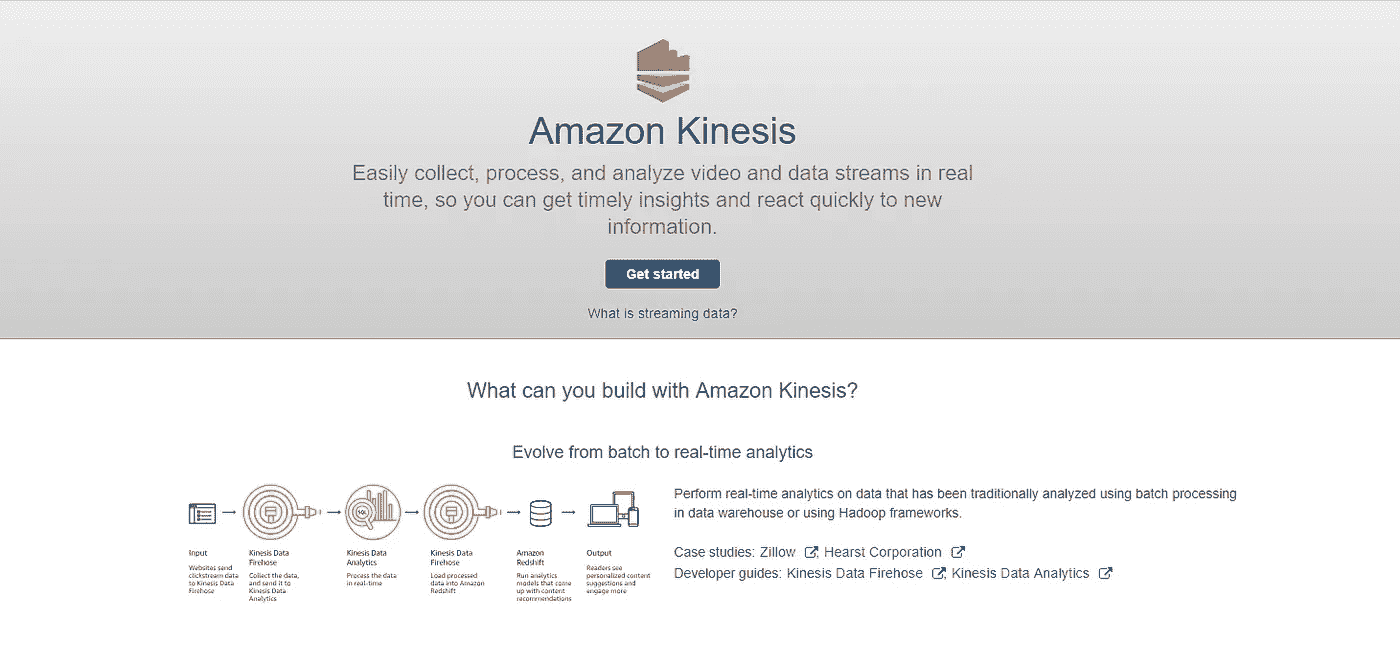 Amazon Kinesis
Easily collect, process, and analyze video and data streams in real
time, so you can get timely insights and react quickly to new
information.
Get started
What is streaming data?
What can you build with Amazon Kinesis?
Evolve from batch to real-time analytics
Input
Websites send
clickstream data
to Kinesis Data
Firehose
Kinesis Data
Firehose
Collect the data,
and send it to
Kinesis Data
Analytics
SQL
Kinesis Data
Analytics
Process the data
in real-time
Kinesis Data
Firehose
Load processed
data into Amazon
Redshift
Amazon
Redshift
Run analytics
models that come
up with content
recommendations
Output
Readers see
personalized content
suggestions and
engage more
Perform real-time analytics on data that has been traditionally analyzed using batch processing
in data warehouse or using Hadoop frameworks.
Case studies: Zillow , Hearst Corporation
Developer guides: Kinesis Data Firehose , Kinesis Data Analytics